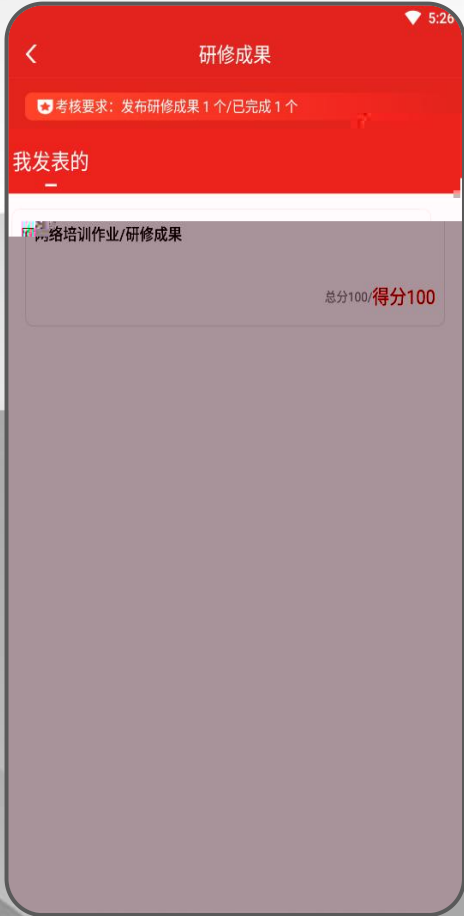 5:26
研修成果
考核要求：发布研修成果 1 个/已完成 1 个
我发表的
网络培训作业/研修成果
总分100/得分100